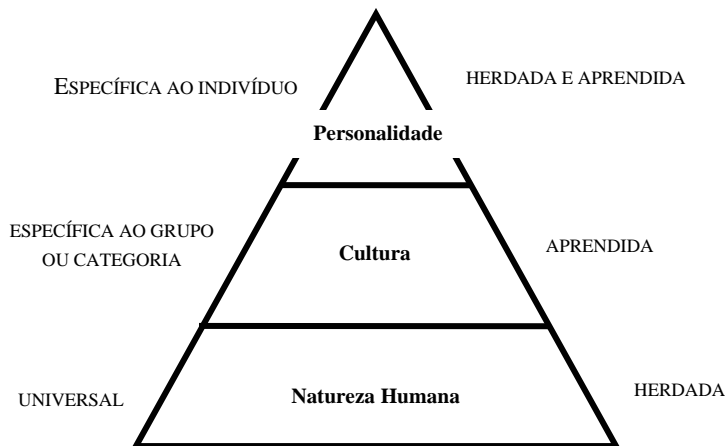 ESPECÍFICA AO INDIVÍDUO
HERDADA E APRENDIDA
Personalidade
ESPECÍFICA AO GRUPO
OU CATEGORIA
Cultura
APRENDIDA
UNIVERSAL
Natureza Humana
HERDADA